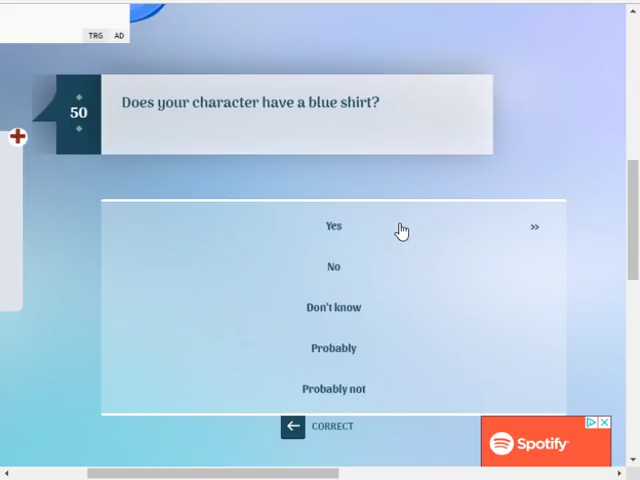 TRG AD
50
Does your character have a blue shirt?
Yes
No
Don't know
Probably
Probably not
CORRECT
Spotify